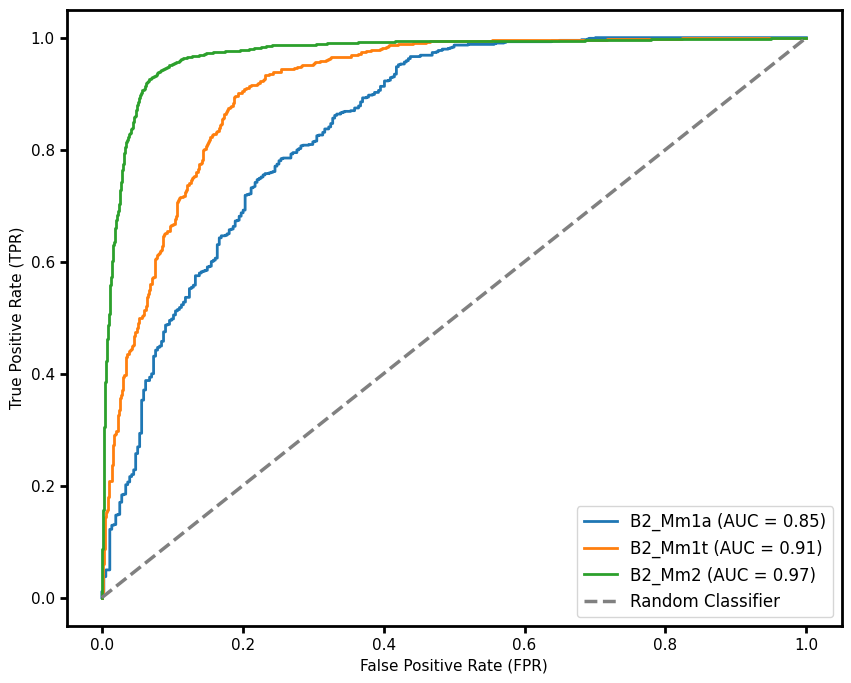 1.0
0.8
0.6
0.4
0.2
0.0
True Positive Rate (TPR)
B2_Mm1a (AUC = 0.85)
B2_Mm1t (AUC = 0.91)
B2_Mm2 (AUC = 0.97)
Random Classifier
0.0 0.2 0.4 0.6 0.8 1.0
False Positive Rate (FPR)